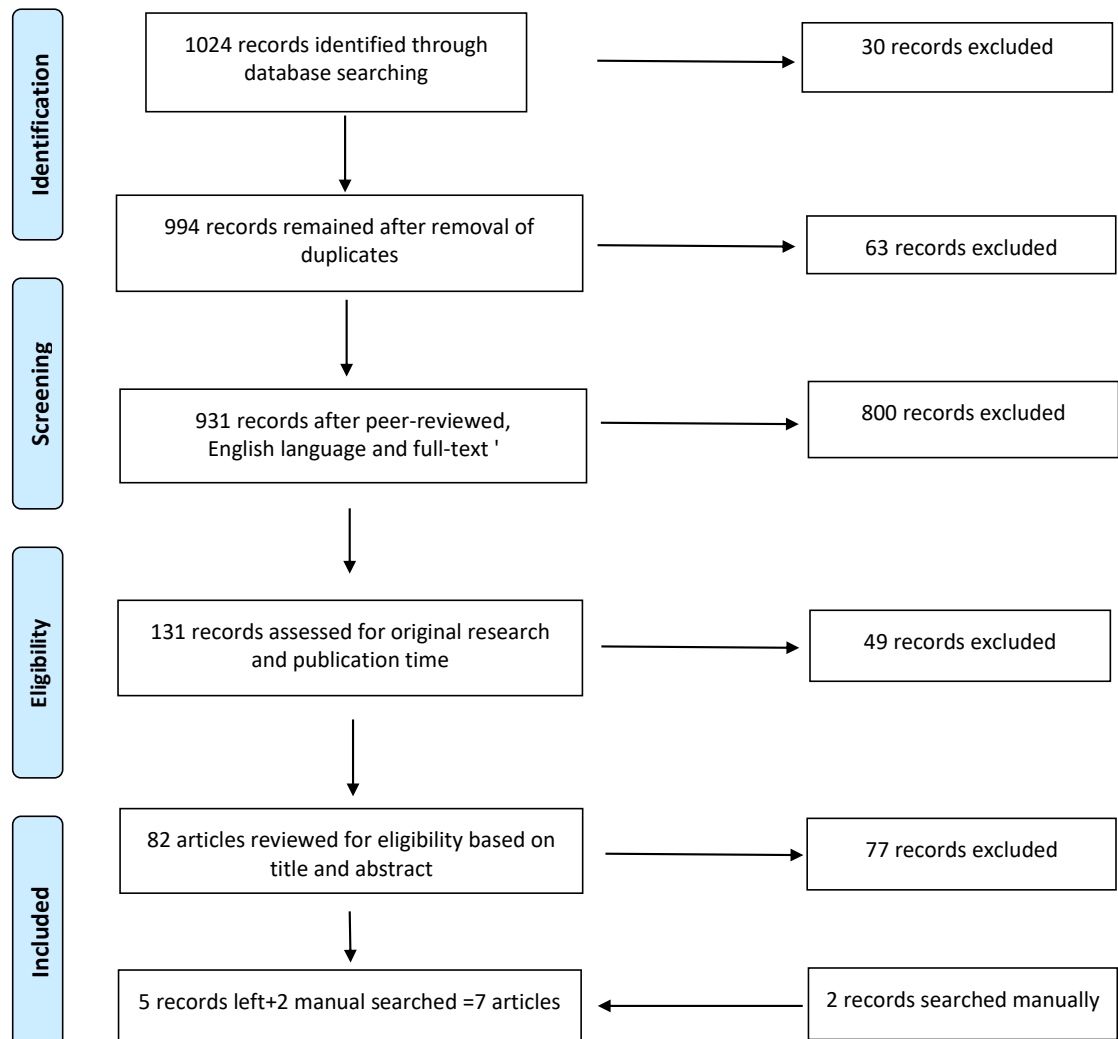 Identification
1024 records identified through
database searching
30 records excluded
994 records remained after removal of
duplicates
63 records excluded
Screening
931 records after peer-reviewed,
English language and full-text '
800 records excluded
Eligibility
131 records assessed for original research
and publication time
49 records excluded
Included
82 articles reviewed for eligibility based on
title and abstract
77 records excluded
5 records left+2 manual searched =7 articles
2 records searched manually